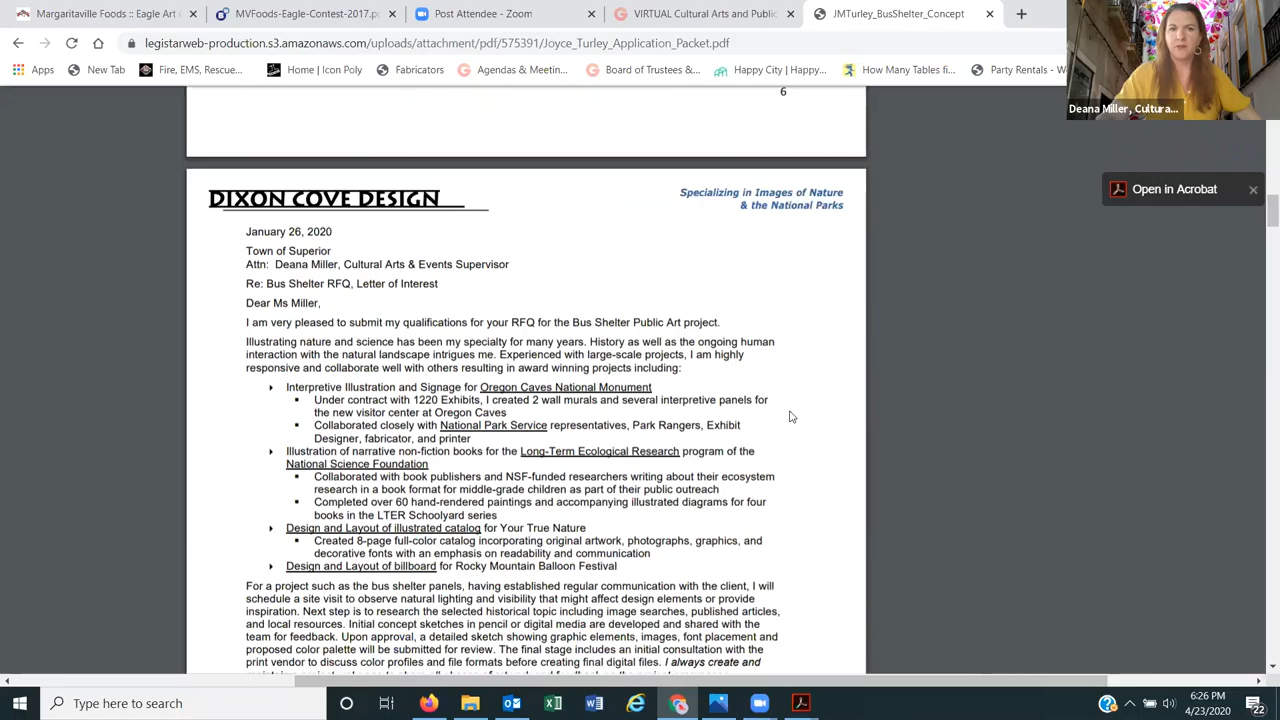 Margaritaville Foods :: Eagle Art C
MVFoods-Eagle-Contest-2017.p
Post Attendee - Zoom
VIRTUAL Cultural Arts and Public
JMTurley_BusShelter_Concept
legistarweb-production.s3.amazonaws.com/uploads/attachment/pdf/575391/Joyce_Turley_Application_Packet.pdf
Apps
New Tab
Fire, EMS, Rescue...
Home | Icon Poly
Fabricators
Agendas & Meetin...
Board of Trustees &...
Happy City | Happy...
How Many Tables fi...
Party Rentals - We
Deana Miller, Cultura...
Open in Acrobat
6
DIXON COVE DESIGN
Specializing in Images of Nature
& the National Parks
January 26, 2020
Town of Superior
Attn: Deana Miller, Cultural Arts & Events Supervisor
Re: Bus Shelter RFQ, Letter of Interest
Dear Ms Miller,
I am very pleased to submit my qualifications for your RFQ for the Bus Shelter Public Art project.
Illustrating nature and science has been my specialty for many years. History as well as the ongoing human
interaction with the natural landscape intrigues me. Experienced with large-scale projects, I am highly
responsive and collaborate well with others resulting in award winning projects including:
Interpretive Illustration and Signage for Oregon Caves National Monument
Under contract with 1220 Exhibits, I created 2 wall murals and several interpretive panels for
the new visitor center at Oregon Caves
Collaborated closely with National Park Service representatives, Park Rangers, Exhibit
Designer, fabricator, and printer
Illustration of narrative non-fiction books for the Long-Term Ecological Research program of the
National Science Foundation
Collaborated with book publishers and NSF-funded researchers writing about their ecosystem
research in a book format for middle-grade children as part of their public outreach
Completed over 60 hand-rendered paintings and accompanying illustrated diagrams for four
books in the LTER Schoolyard series
Design and Layout of illustrated catalog for Your True Nature
Created 8-page full-color catalog incorporating original artwork, photographs, graphics, and
decorative fonts with an emphasis on readability and communication
Design and Layout of billboard for Rocky Mountain Balloon Festival
For a project such as the bus shelter panels, having established regular communication with the client, I will
schedule a site visit to observe natural lighting and visibility that might affect design elements or provide
inspiration. Next step is to research the selected historical topic including image searches, published articles,
and local resources. Initial concept sketches in pencil or digital media are developed and shared with the
team for feedback. Upon approval, a detailed sketch showing graphic elements, images, font placement and
proposed color palette will be submitted for review. The final stage includes an initial consultation with the
print vendor to discuss color profiles and file formats before creating final digital files. I always create and
Type here to search
6:26 PM
4/23/2020
22